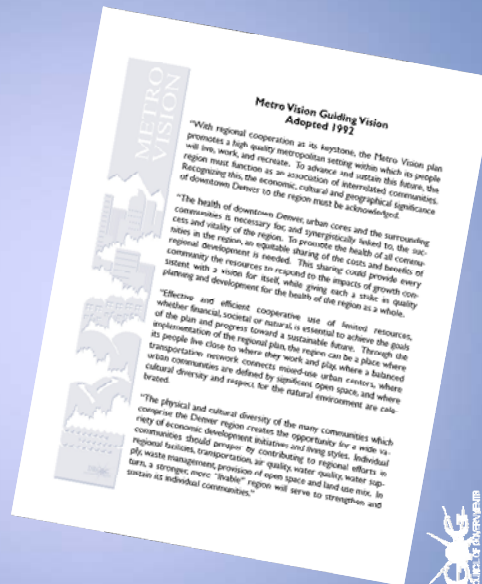 METRO
VISION
Metro Vision Guiding Vision
Adopted 1992
"With regional cooperation as its keystone, the Metro Vision plan
promotes a high quality metropolitan setting within which its people
will live, work, and recreate. To advance and sustain this future, the
region must function as an association of interrelated communities.
Recognizing this, the economic, cultural and geographical significance
of downtown Denver to the region must be acknowledged.
"The health of downtown Denver, urban cores and the surrounding
communities is necessary for, and synergistically linked to, the suc-
cess and vitality of the region. To promote the health of all commu-
nities in the region, an equitable sharing of the costs and benefits of
regional development is needed. This sharing could provide every
community the resources to respond to the impacts of growth con-
sistent with a vision for itself, while giving each a stake in quality
planning and development for the health of the region as a whole.
"Effective and efficient cooperative use of limited resources,
whether financial, societal or natural, is essential to achieve the goals
of the plan and progress toward a sustainable future. Through the
implementation of the regional plan, the region can be a place where
its people live close to where they work and play, where a balanced
transportation network connects mixed-use urban centers, where
urban communities are defined by significant open space, and where
cultural diversity and respect for the natural environment are cele-
brated.
"The physical and cultural diversity of the many communities which
comprise the Denver region creates the opportunity for a wide va-
riety of economic development initiatives and living styles. Individual
communities should prosper by contributing to regional efforts in
regional facilities, transportation, air quality, water quality, water sup-
ply, waste management, provision of open space and land use mix. In
turn, a stronger, more "livable" region will serve to strengthen and
sustain its individual communities."
OF GOVERNMENTS